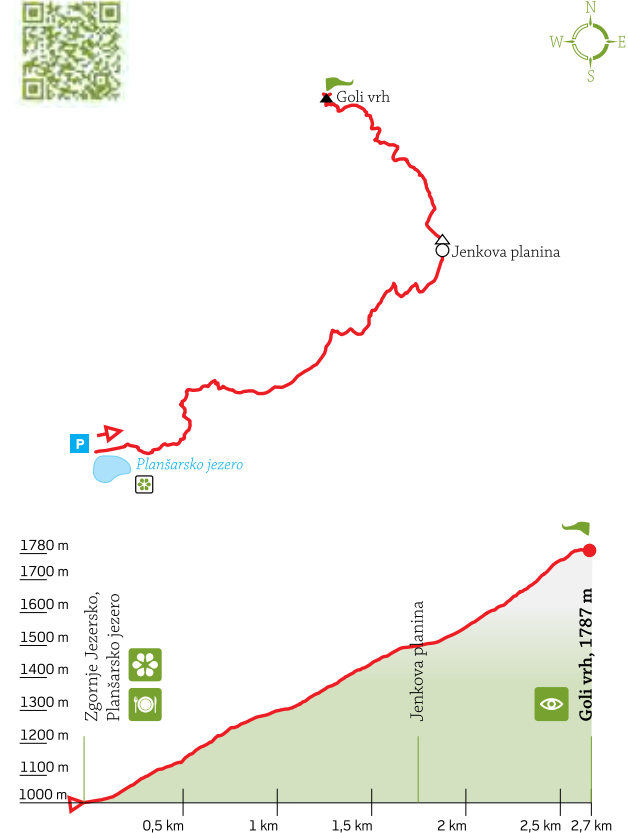 N
W E
S
Goli vrh
Jenkova planina
P
Planšarsko jezero
1780 m
1700 m
1600 m
1500 m
1400 m
1300 m
1200 m
1100 m
1000 m
Zgornje Jezersko,
Planšarsko jezero
Jenkova planina
Goli vrh, 1787 m
0,5 km
1 km
1,5 km
2 km
2,5 km
2,7 km